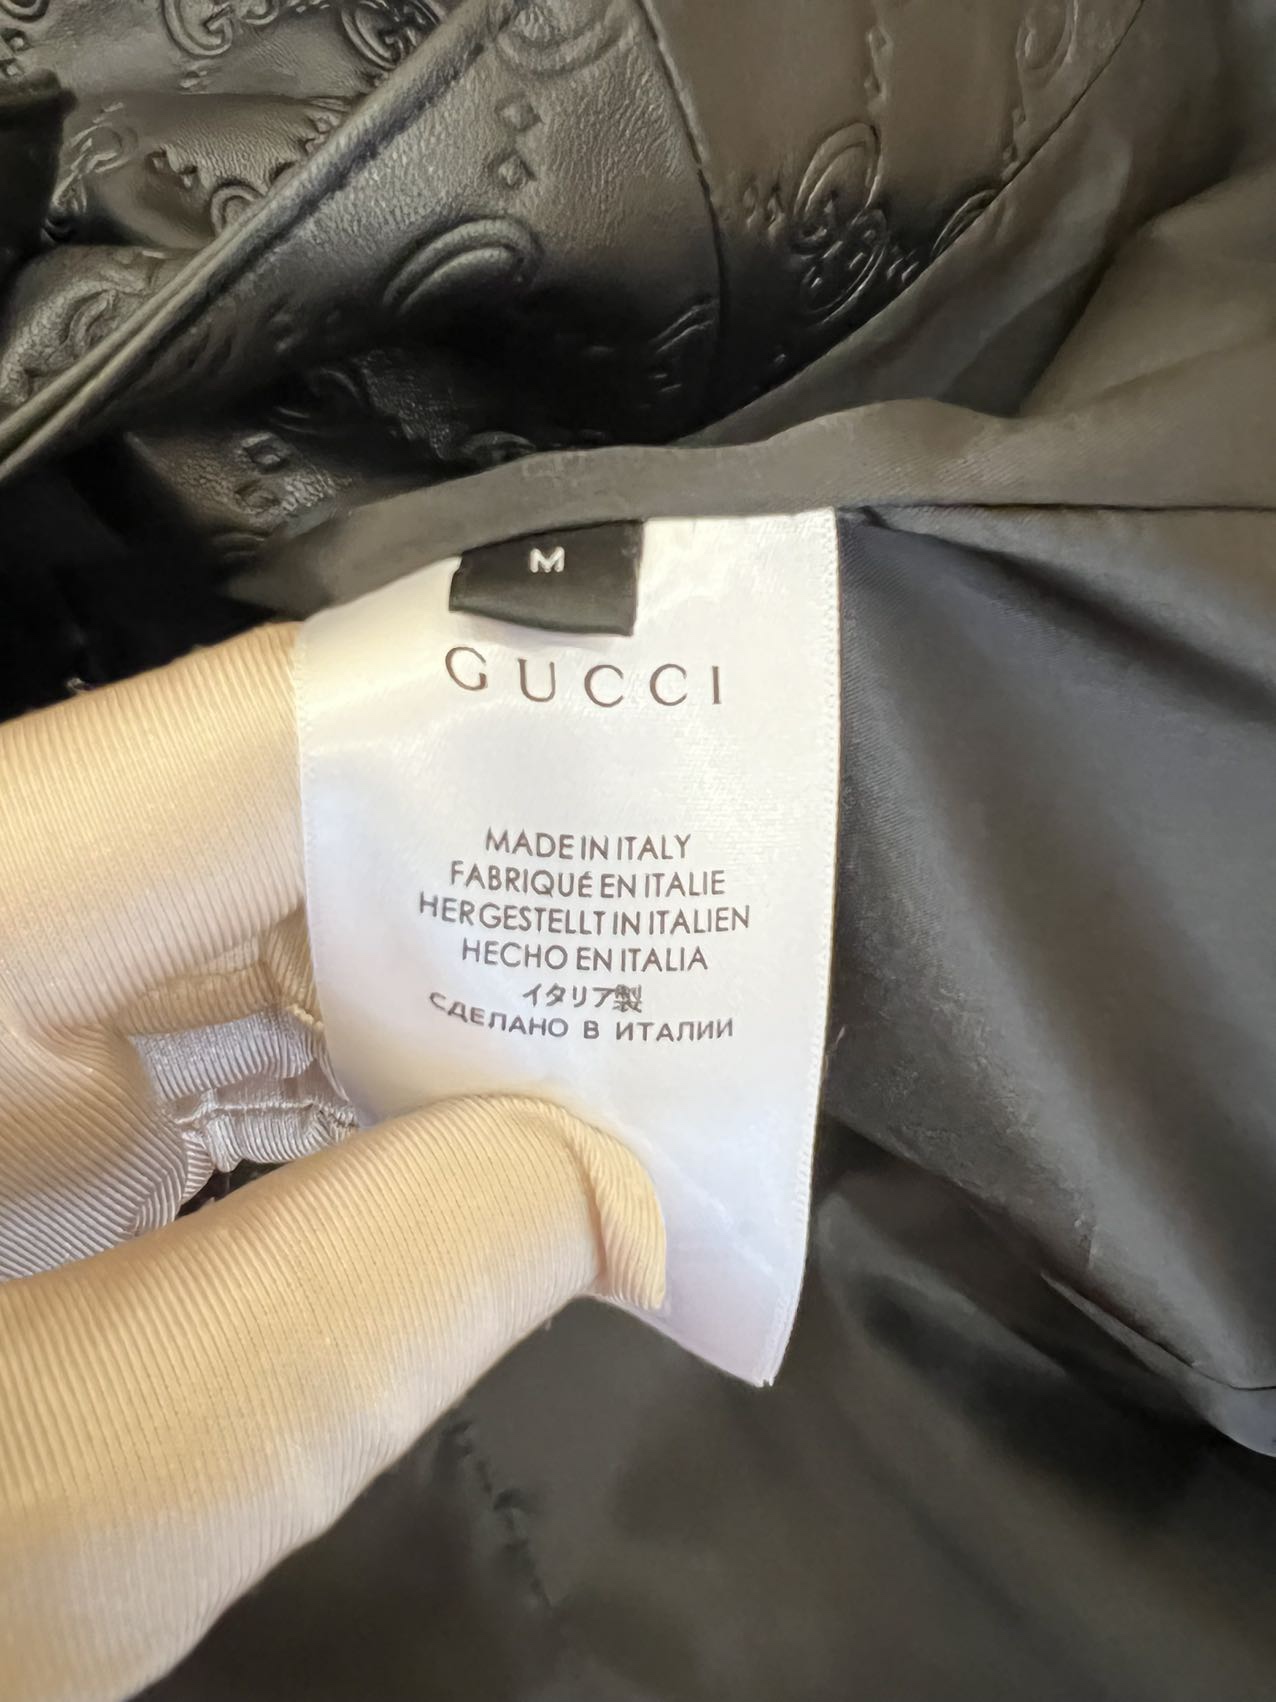 M
GUCCI
MADE IN ITALY
FABRIQUÉ EN ITALIE
HERGESTELLT IN ITALIEN
HECHO EN ITALIA
イタリア製
СДЕЛАНО В ИТАЛИИ